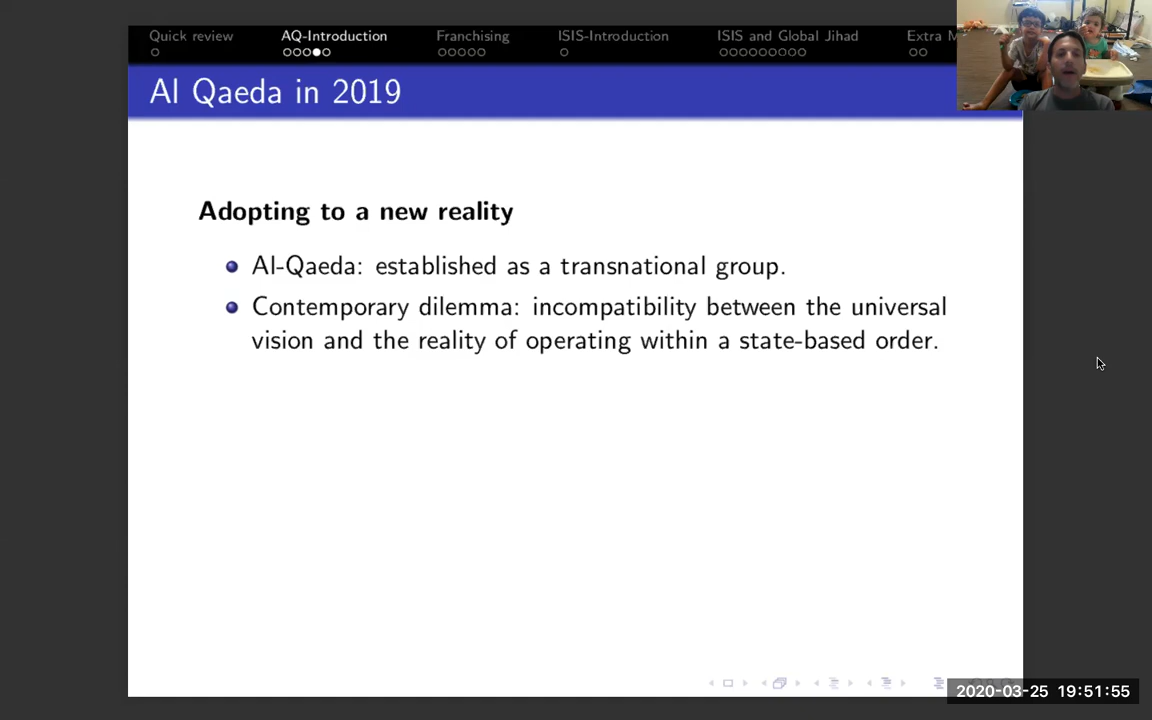 Quick review AQ-Introduction Franchising ISIS-Introduction ISIS and Global Jihad Extra M
Al Qaeda in 2019
Adopting to a new reality
Al-Qaeda: established as a transnational group.
Contemporary dilemma: incompatibility between the universal
vision and the reality of operating within a state-based order.
2020-03-25 19:51:55